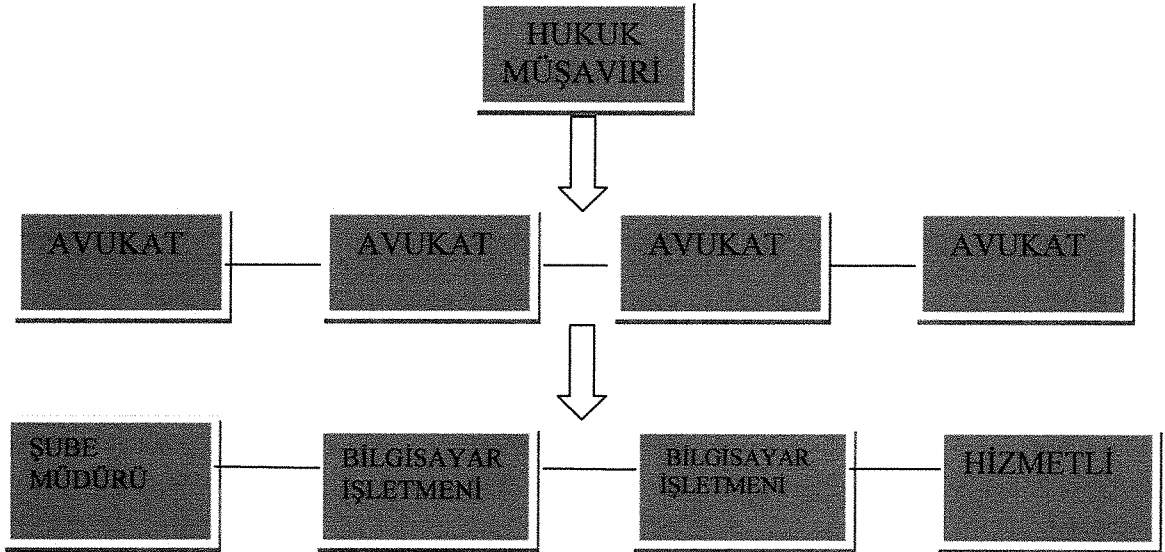 HUKUK
MÜŞAVİRİ
AVUKAT
AVUKAT
AVUKAT
AVUKAT
ŞUBE
MÜDÜRÜ
BİLGİSAYAR
İŞLETMENİ
BİLGİSAYAR
İŞLETMENİ
HİZMETLİ